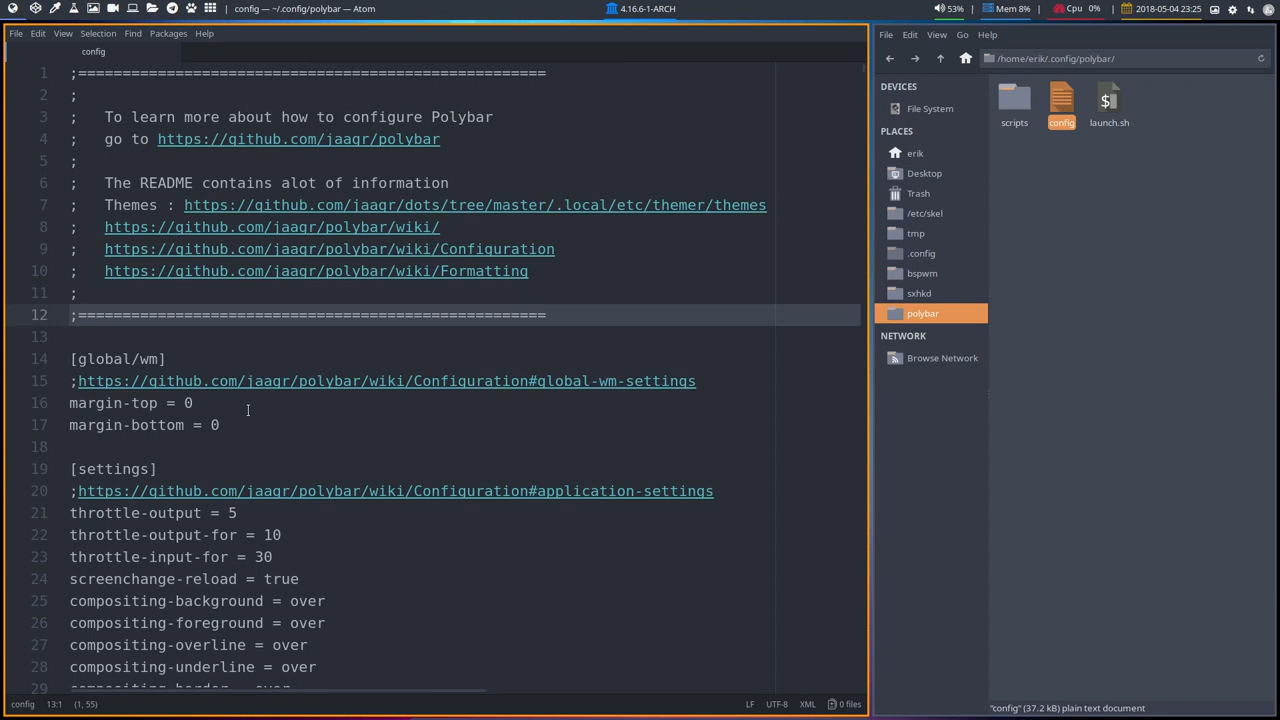 config — ~/.config/polybar — Atom
4.16.6-1-ARCH
53%
Mem 8%
Cpu 0%
2018-05-04 23:25
File Edit View Selection Find Packages Help
config
1 ;=====================================================
2 ;
3 ;   To learn more about how to configure Polybar
4 ;   go to https://github.com/jaagr/polybar
5 ;
6 ;   The README contains alot of information
7 ;   Themes : https://github.com/jaagr/dots/tree/master/.local/etc/themer/themes
8 ;   https://github.com/jaagr/polybar/wiki/
9 ;   https://github.com/jaagr/polybar/wiki/Configuration
10 ;   https://github.com/jaagr/polybar/wiki/Formatting
11 ;
12 ;=====================================================
13
14 [global/wm]
15 ;https://github.com/jaagr/polybar/wiki/Configuration#global-wm-settings
16 margin-top = 0
17 margin-bottom = 0
18
19 [settings]
20 ;https://github.com/jaagr/polybar/wiki/Configuration#application-settings
21 throttle-output = 5
22 throttle-output-for = 10
23 throttle-input-for = 30
24 screenchange-reload = true
25 compositing-background = over
26 compositing-foreground = over
27 compositing-overline = over
28 compositing-underline = over
29 compositing-border = over
config 13:1 (1, 55)
LF UTF-8 XML 0 files
File Edit View Go Help
/home/erik/.config/polybar/
DEVICES
File System
PLACES
erik
Desktop
Trash
/etc/skel
tmp
.config
bspwm
sxhkd
polybar
NETWORK
Browse Network
scripts
config
launch.sh
"config" (37.2 kB) plain text document